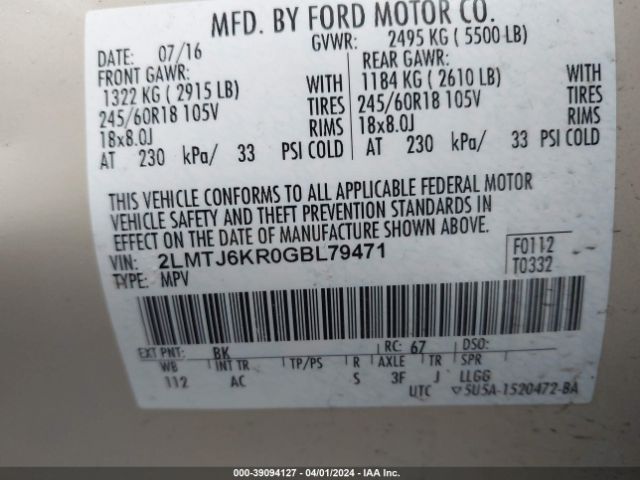 MFD. BY FORD MOTOR CO.
DATE: 07/16 GVWR: 2495 KG ( 5500 LB)
FRONT GAWR: REAR GAWR:
1322 KG ( 2915 LB) WITH 1184 KG ( 2610 LB) WITH
245/60R18 105V TIRES 245/60R18 105V TIRES
18x8.0J RIMS 18x8.0J RIMS
AT 230 kPa/ 33 PSI COLD AT 230 kPa/ 33 PSI COLD
THIS VEHICLE CONFORMS TO ALL APPLICABLE FEDERAL MOTOR
VEHICLE SAFETY AND THEFT PREVENTION STANDARDS IN
EFFECT ON THE DATE OF MANUFACTURE SHOWN ABOVE.
VIN: 2LMTJ6KR0GBL79471 F0112
TYPE: MPV T0332
EXT PNT: BK RC: 67 DSO:
WB INT TR TP/PS R AXLE TR SPR
112 AC S 3F J LLGG
UTC ▽5U5A-1520472-BA
COPART - STOCK #: 39094127 - 04/01/2024 - IAA Inc.